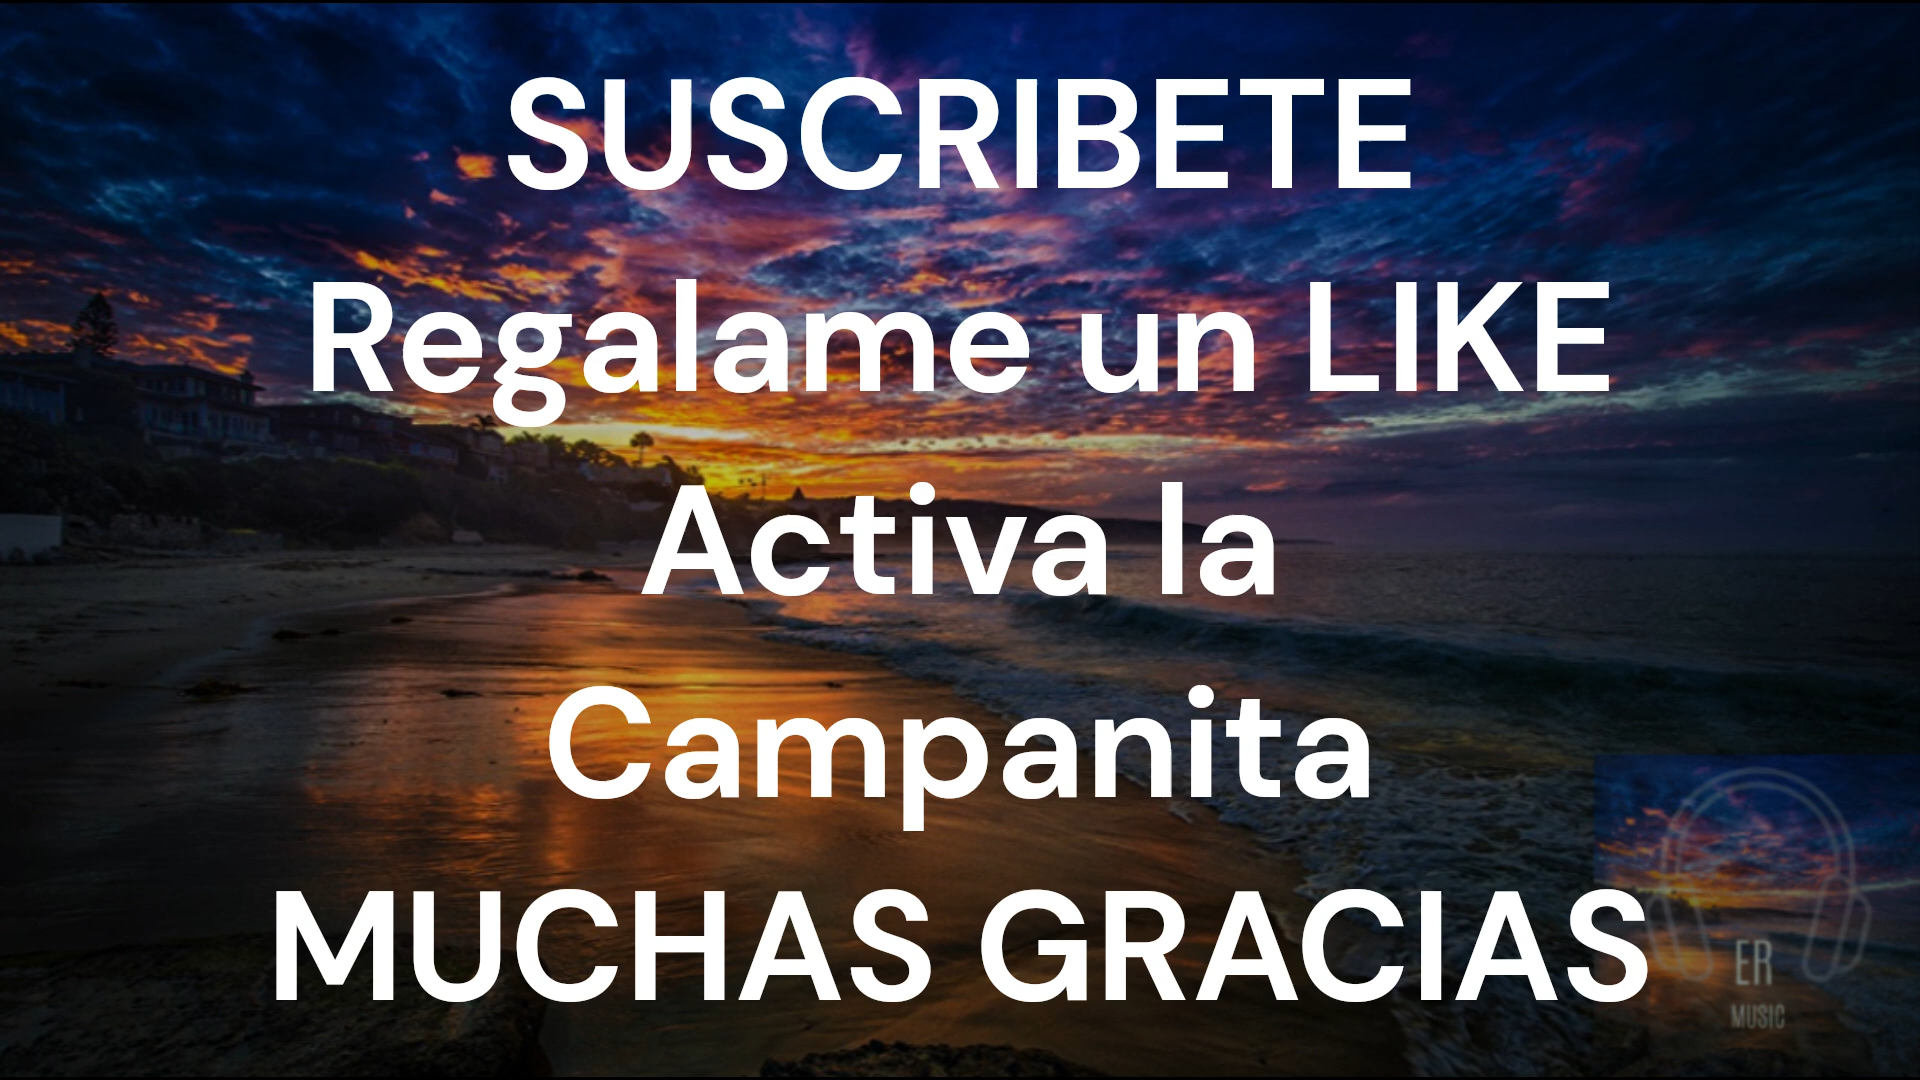 SUSCRIBETE
Regalame un LIKE
Activa la
Campanita
MUCHAS GRACIAS
ER
MUSIC